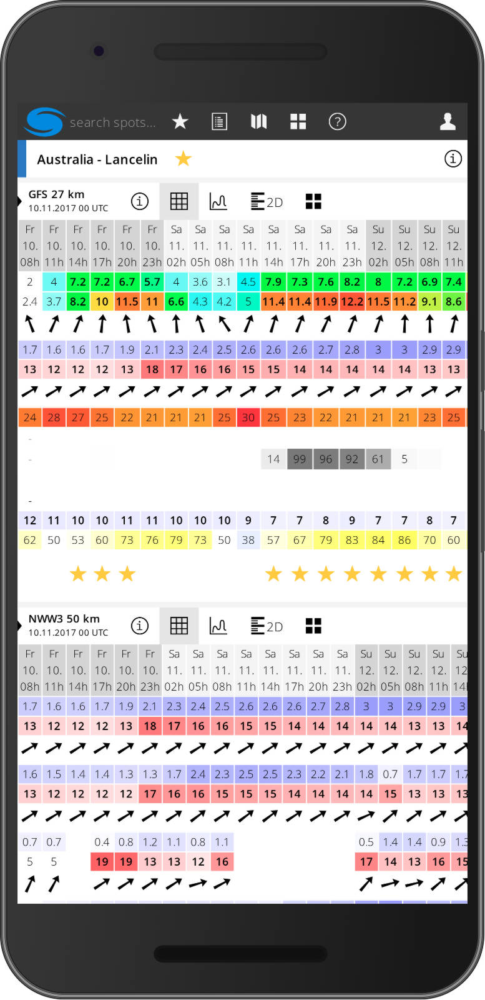 search spots...
Australia - Lancelin
GFS 27 km
10.11.2017 00 UTC
2D
Fr Fr Fr Fr Fr Fr Sa Sa Sa Sa Sa Sa Sa Sa Su Su Su Su
10. 10. 10. 10. 10. 10. 11. 11. 11. 11. 11. 11. 11. 11. 12. 12. 12. 12.
08h 11h 14h 17h 20h 23h 02h 05h 08h 11h 14h 17h 20h 23h 02h 05h 08h 11h
2 4 7.2 7.2 6.7 5.7 4 3.6 3.1 4.5 7.9 7.3 7.6 8.2 8 7.2 6.9 7.4
2.4 3.7 8.2 10 11.5 11 6.6 4.3 4.2 5 11.4 11.4 11.9 12.2 11.5 11.2 9.1 8.6
1.7 1.6 1.6 1.7 1.9 2.1 2.3 2.4 2.5 2.6 2.6 2.6 2.7 2.8 3 3 2.9 2.9
13 12 12 12 13 18 17 16 16 15 15 14 14 14 14 14 13 13
24 28 27 25 22 21 21 21 25 30 25 23 22 21 21 21 23 25
-
- 14 99 96 92 61 5
-
12 11 10 10 11 11 10 10 10 9 7 7 8 9 7 7 8 7
62 50 53 60 73 76 79 73 50 38 57 67 79 83 84 86 70 60
NWW3 50 km
10.11.2017 00 UTC
2D
Fr Fr Fr Fr Fr Fr Sa Sa Sa Sa Sa Sa Sa Sa Su Su Su Su Su
10. 10. 10. 10. 10. 10. 11. 11. 11. 11. 11. 11. 11. 11. 12. 12. 12. 12. 12
08h 11h 14h 17h 20h 23h 02h 05h 08h 11h 14h 17h 20h 23h 02h 05h 08h 11h 14
1.7 1.6 1.6 1.7 1.9 2.1 2.3 2.4 2.5 2.6 2.6 2.6 2.7 2.8 3 3 2.9 2.9 3
13 12 12 12 13 18 17 16 16 15 15 14 14 14 14 14 13 13 14
1.6 1.5 1.4 1.4 1.3 1.3 1.7 2.4 2.3 2.5 2.5 2.3 2.2 2.1 1.8 0.7 1.7 1.7 1.7
13 12 12 12 12 17 16 16 15 15 15 14 14 14 14 15 13 13 13
0.7 0.7 0.4 0.8 1.2 1.1 0.8 1.1 0.5 1.4 1.4 0.9 1.3
5 5 19 19 13 13 12 16 17 14 13 16 15